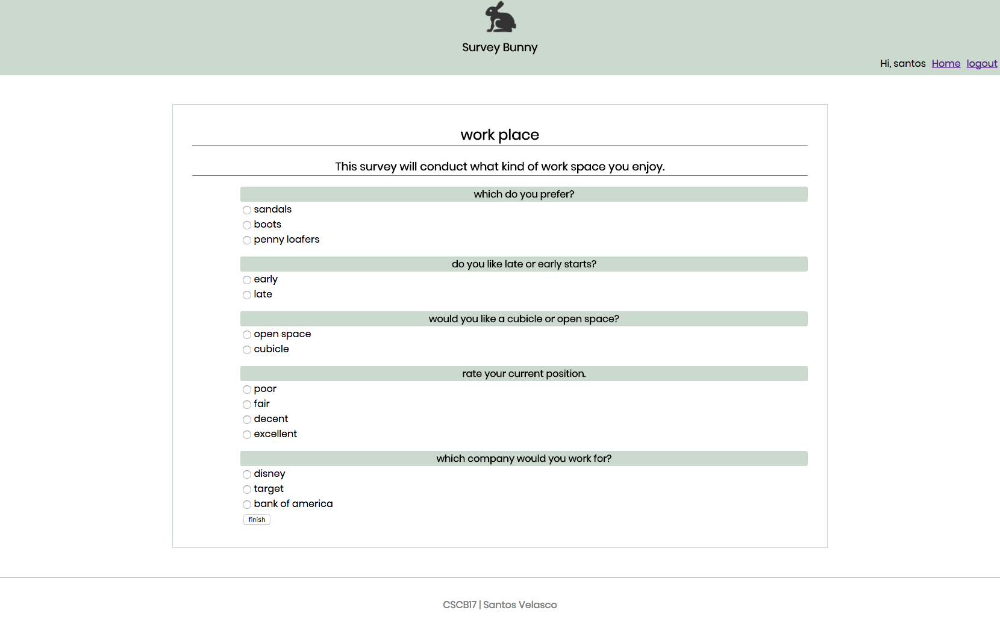 Survey Bunny
Hi, santos Home logout
work place
This survey will conduct what kind of work space you enjoy.
which do you prefer?
sandals
boots
penny loafers
do you like late or early starts?
early
late
would you like a cubicle or open space?
open space
cubicle
rate your current position.
poor
fair
decent
excellent
which company would you work for?
disney
target
bank of america
finish
CSCB17 | Santos Velasco